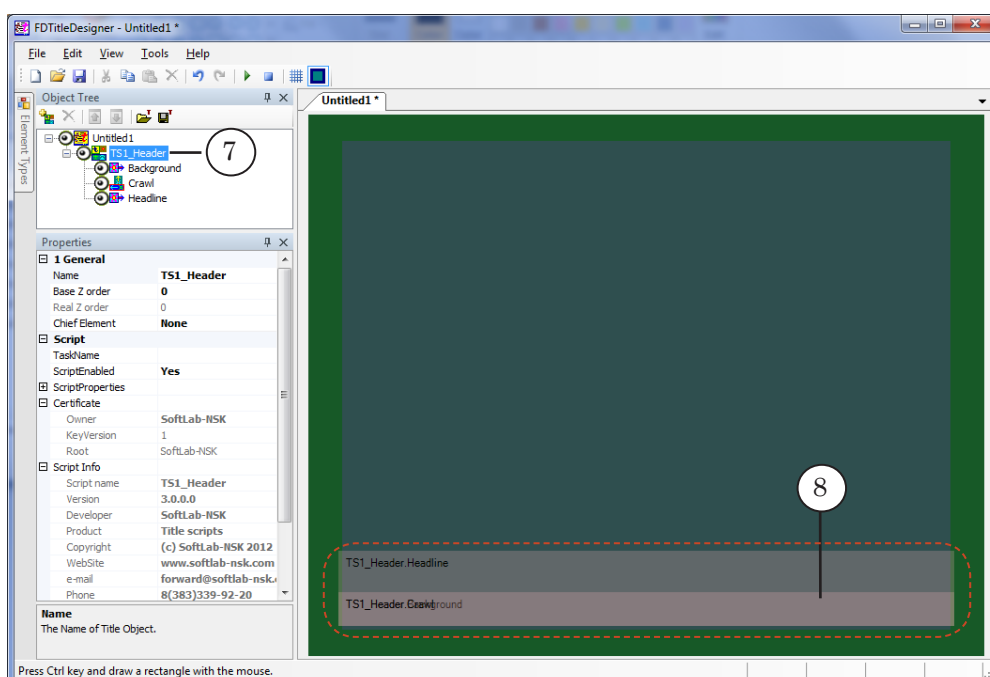 FDTitleDesigner - Untitled1 *
File Edit View Tools Help
Object Tree
Untitled1 *
Element Types
Untitled1
TS1_Header
7
Background
Crawl
Headline
Properties
1 General
Name TS1_Header
Base Z order 0
Real Z order 0
Chief Element None
Script
TaskName
ScriptEnabled Yes
ScriptProperties
Certificate
Owner SoftLab-NSK
KeyVersion 1
Root SoftLab-NSK
Script Info
Script name TS1_Header
Version 3.0.0.0
Developer SoftLab-NSK
Product Title scripts
Copyright (c) SoftLab-NSK 2012
WebSite www.softlab-nsk.com
e-mail forward@softlab-nsk.
Phone 8(383)339-92-20
Name
The Name of Title Object.
8
TS1_Header.Headline
TS1_Header.Crawl
Press Ctrl key and draw a rectangle with the mouse.